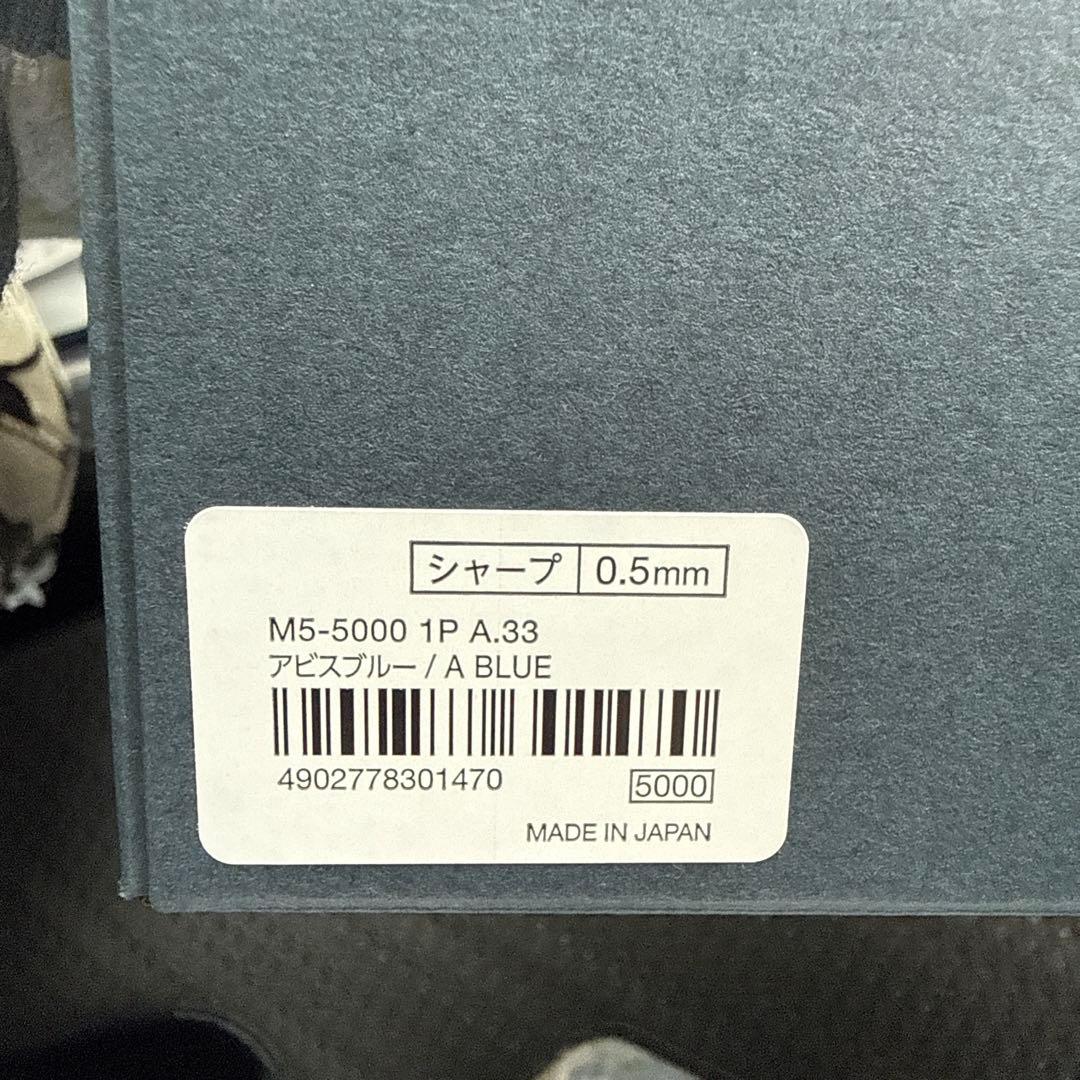 シャープ 0.5mm
M5-5000 1P A.33
アビスブルー / A BLUE
4902778301470 5000
MADE IN JAPAN